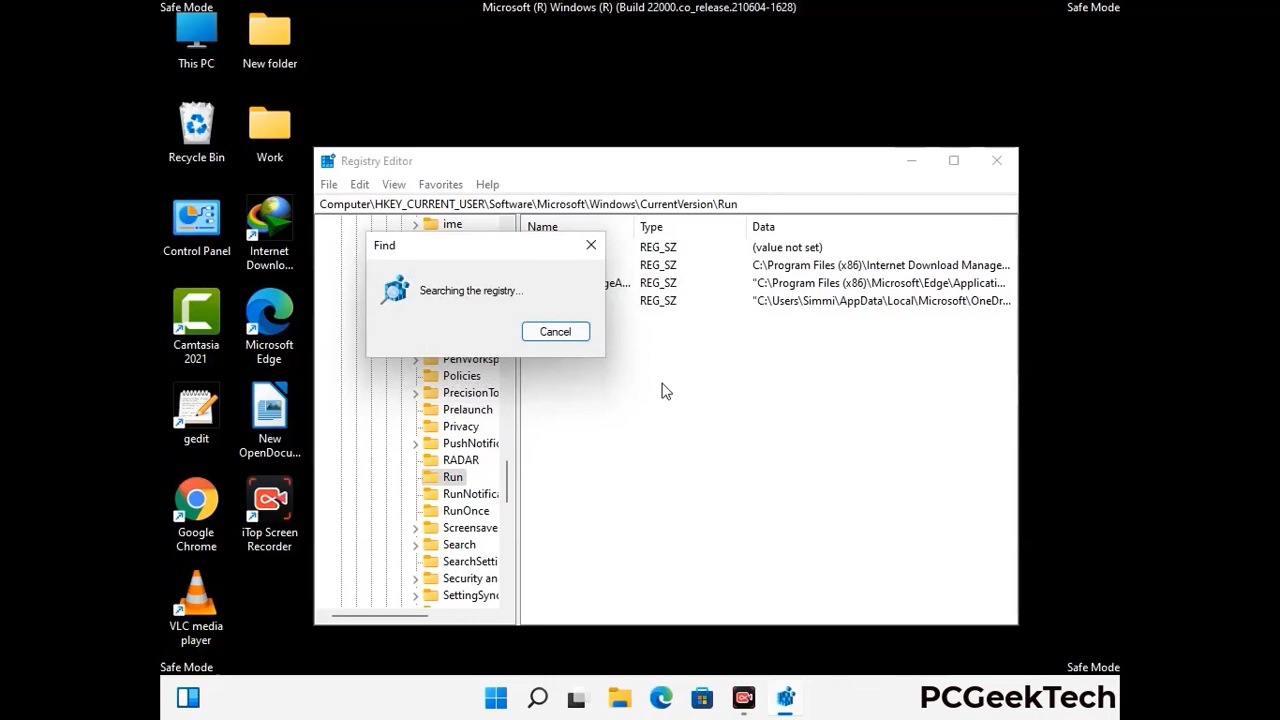 Safe Mode
Microsoft (R) Windows (R) (Build 22000.co_release.210604-1628)
Safe Mode
This PC
New folder
Recycle Bin
Work
Control Panel
Internet
Downlo...
Camtasia
2021
Microsoft
Edge
gedit
New
OpenDocu...
Google
Chrome
iTop Screen
Recorder
VLC media
player
Registry Editor
File Edit View Favorites Help
Computer\HKEY_CURRENT_USER\Software\Microsoft\Windows\CurrentVersion\Run
ime
Find
Searching the registry...
Cancel
PenWorksp
Policies
PrecisionTo
Prelaunch
Privacy
PushNotific
RADAR
Run
RunNotifica
RunOnce
Screensave
Search
SearchSetti
Security an
SettingSync
Name Type Data
REG_SZ (value not set)
REG_SZ C:\Program Files (x86)\Internet Download Manage...
geA... REG_SZ "C:\Program Files (x86)\Microsoft\Edge\Applicati...
REG_SZ "C:\Users\Simmi\AppData\Local\Microsoft\OneDr...
Safe Mode
Safe Mode
PCGeekTech